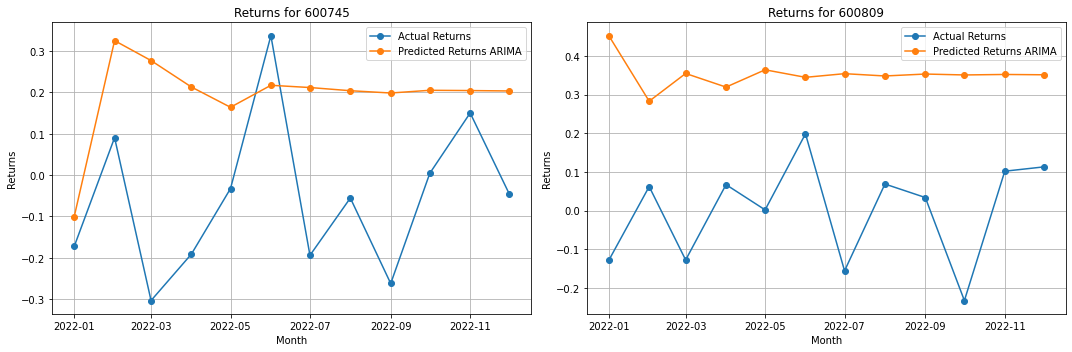 Returns for 600745
Actual Returns
Predicted Returns ARIMA
Returns
0.3
0.2
0.1
0.0
−0.1
−0.2
−0.3
2022-01 2022-03 2022-05 2022-07 2022-09 2022-11
Month
Returns for 600809
Actual Returns
Predicted Returns ARIMA
Returns
0.4
0.3
0.2
0.1
0.0
−0.1
−0.2
2022-01 2022-03 2022-05 2022-07 2022-09 2022-11
Month